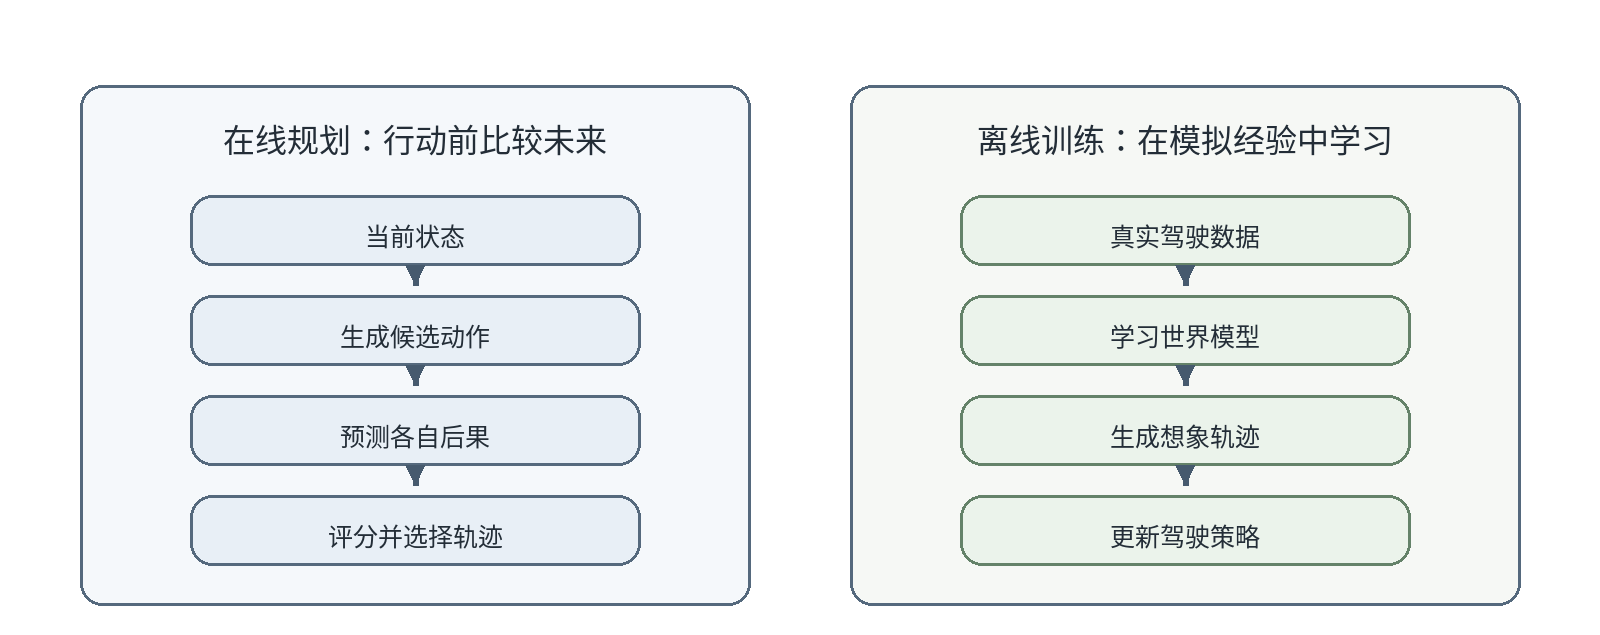 在线规划：行动前比较未来
当前状态
生成候选动作
预测各自后果
评分并选择轨迹
离线训练：在模拟经验中学习
真实驾驶数据
学习世界模型
生成想象轨迹
更新驾驶策略